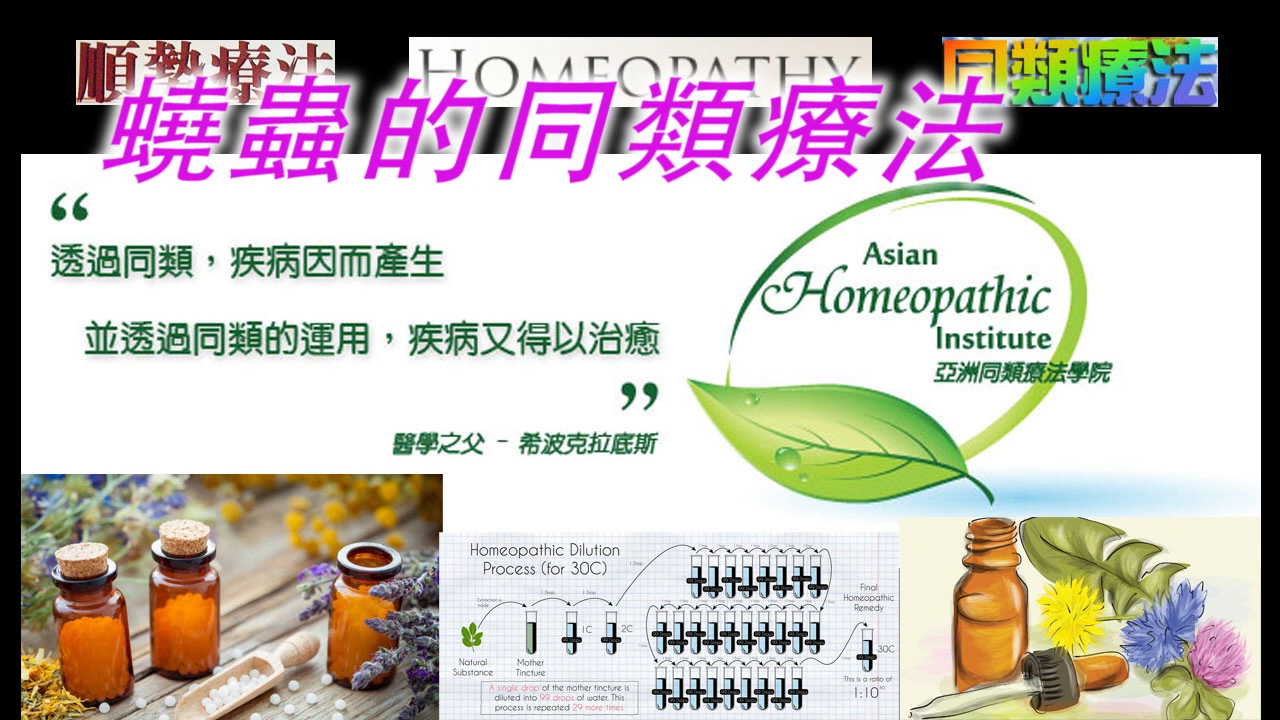 順勢療法
HOMEOPATHY
同類療法
蟯蟲的同類療法
“
透過同類，疾病因而產生
並透過同類的運用，疾病又得以治癒
”
醫學之父 - 希波克拉底斯
Asian
Homeopathic
Institute
亞洲同類療法學院
Homeopathic Dilution
Process (for 30C)
Natural
Substance
Mother
Tincture
1 Drop
1C
2C
99 Drops
Final
Homeopathic
Remedy
30C
This is a ratio of
A single drop of the mother tincture is
diluted into 99 drops of water. This
process is repeated 29 more times